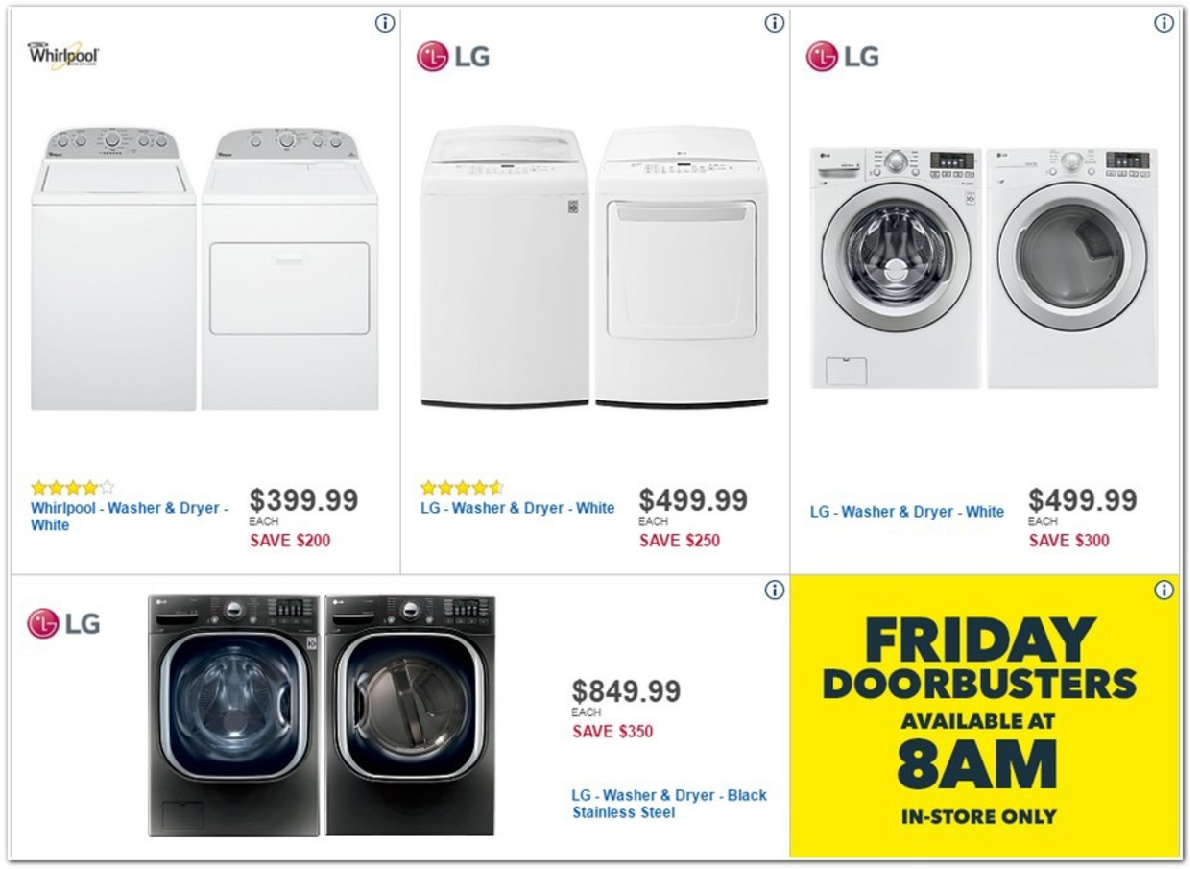 Whirlpool
LG
LG
Whirlpool - Washer & Dryer -
White
$399.99
EACH
SAVE $200
LG - Washer & Dryer - White
$499.99
EACH
SAVE $250
LG - Washer & Dryer - White
$499.99
EACH
SAVE $300
LG
$849.99
EACH
SAVE $350
LG - Washer & Dryer - Black
Stainless Steel
FRIDAY
DOORBUSTERS
AVAILABLE AT
8AM
IN-STORE ONLY